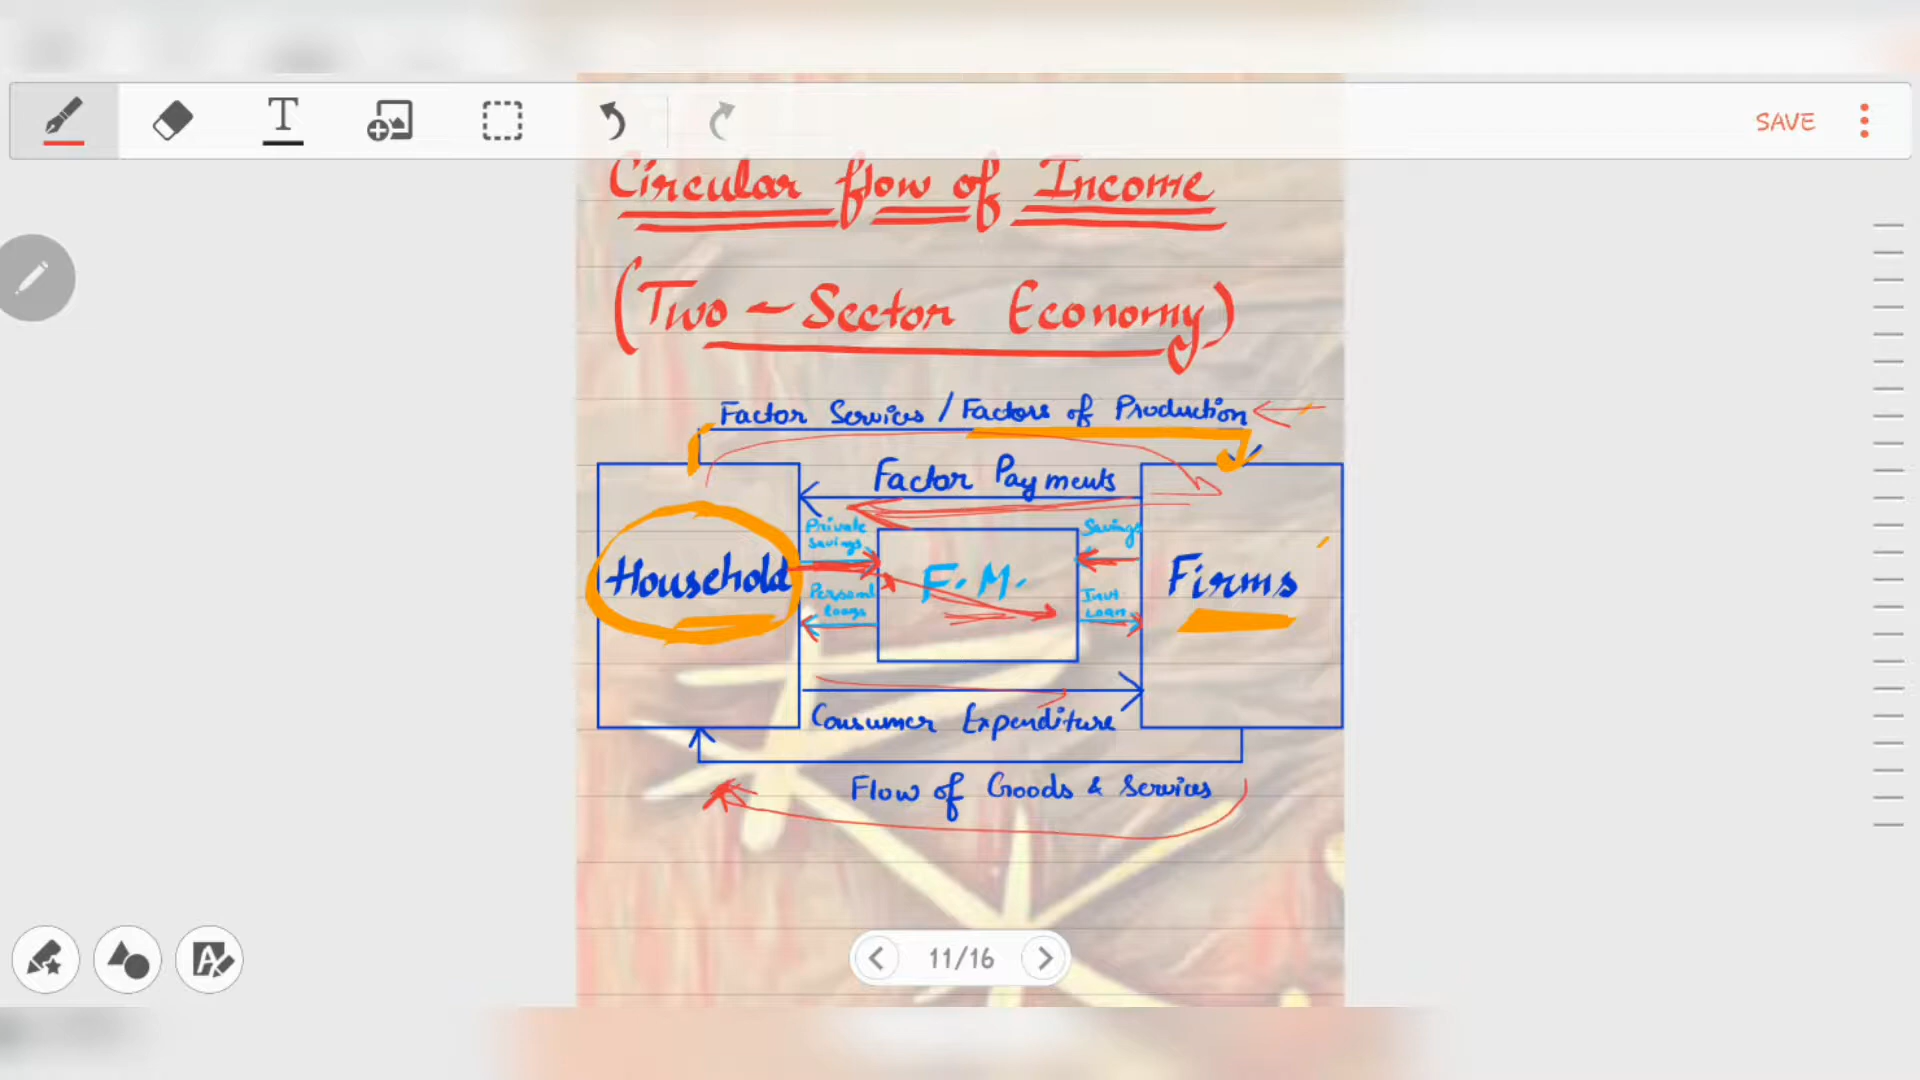 T
SAVE
Circular flow of Income
(Two-Sector Economy)
Factor Services / Factors of Production
Factor Payments
Private
savings
Savings
Household
F.M.
Firms
Personal
loans
Invt
Loan
Consumer Expenditure
Flow of Goods & Services
A
11/16